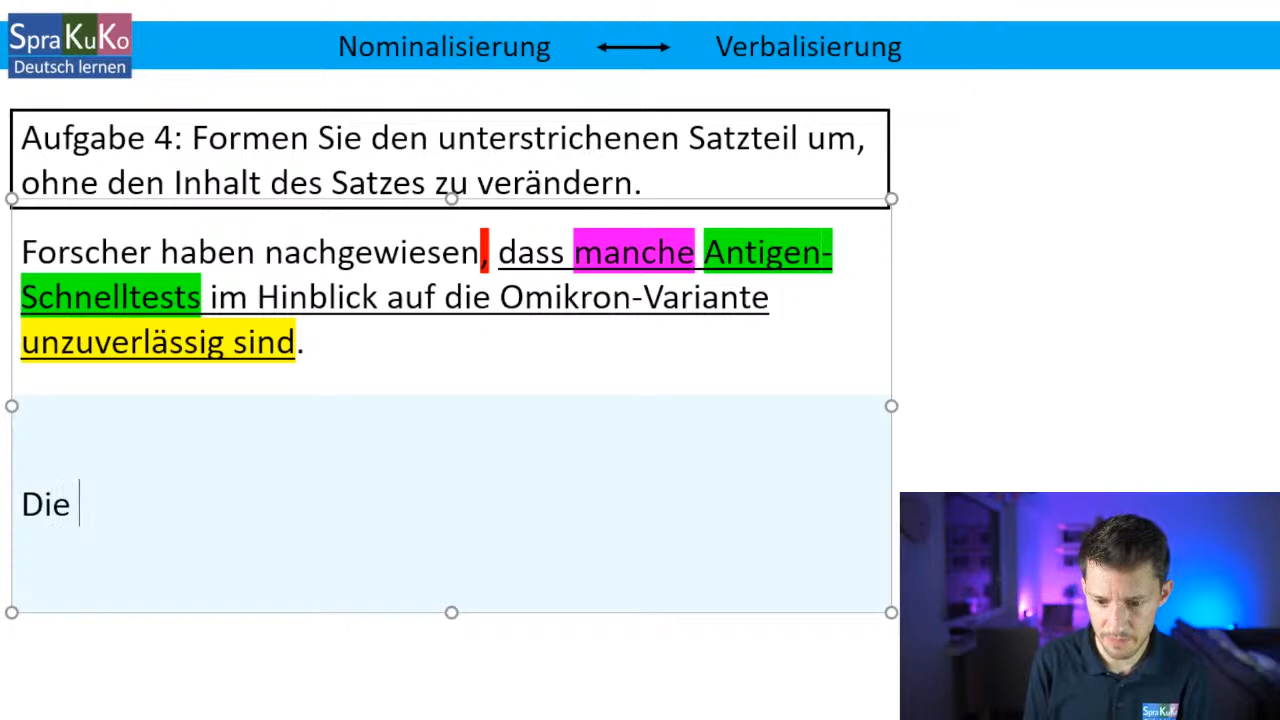 SpraKuKo
Deutsch lernen
Nominalisierung Verbalisierung
Aufgabe 4: Formen Sie den unterstrichenen Satzteil um,
ohne den Inhalt des Satzes zu verändern.
Forscher haben nachgewiesen, dass manche Antigen-
Schnelltests im Hinblick auf die Omikron-Variante
unzuverlässig sind.
Die
SpraKu